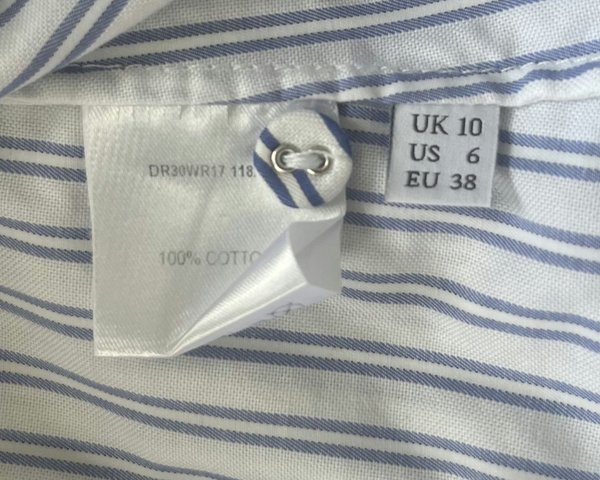 DR30WR17 118.
100% COTTO
UK 10
US 6
EU 38